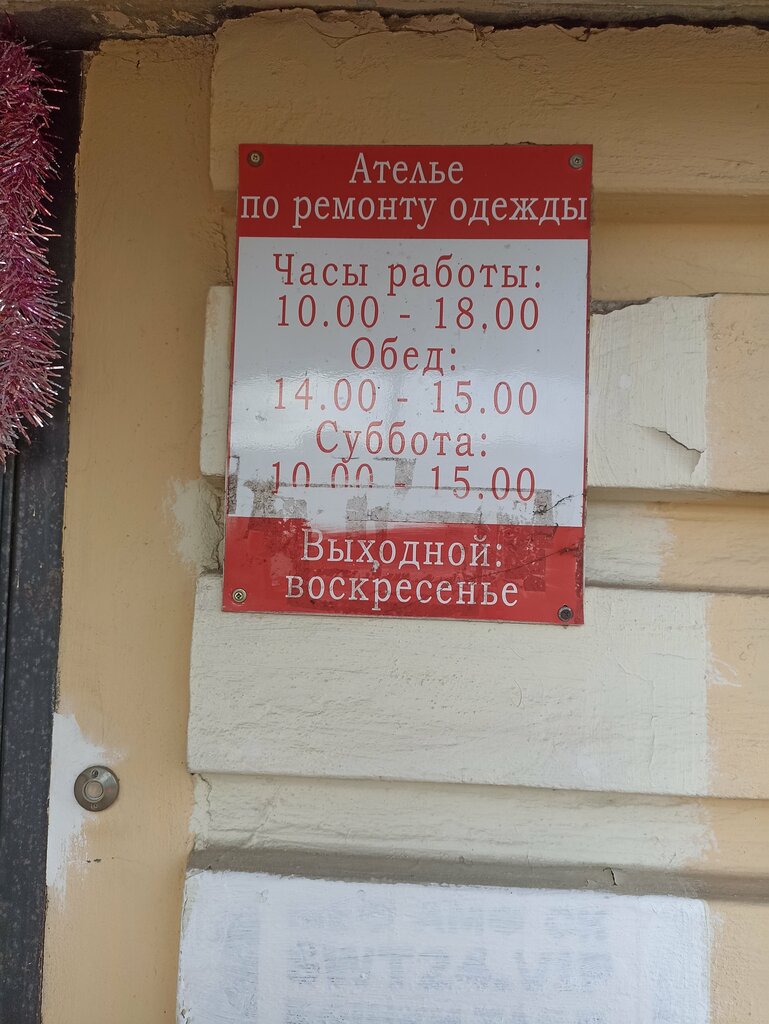 Ателье
по ремонту одежды
Часы работы:
10.00 - 18.00
Обед:
14.00 - 15.00
Суббота:
10.00 - 15.00
Выходной:
воскресенье